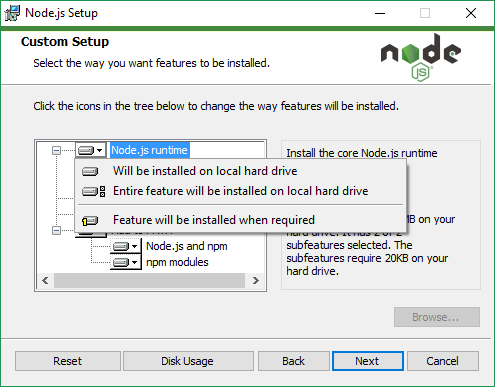 Node.js Setup
Custom Setup
Select the way you want features to be installed.
node
JS
Click the icons in the tree below to change the way features will be installed.
Node.js runtime
Will be installed on local hard drive
Entire feature will be installed on local hard drive
Feature will be installed when required
Node.js and npm
npm modules
Install the core Node.js runtime
MB on your
hard drive. It has 2 of 2
subfeatures selected. The
subfeatures require 20KB on your
hard drive.
Browse...
Reset
Disk Usage
Back
Next
Cancel